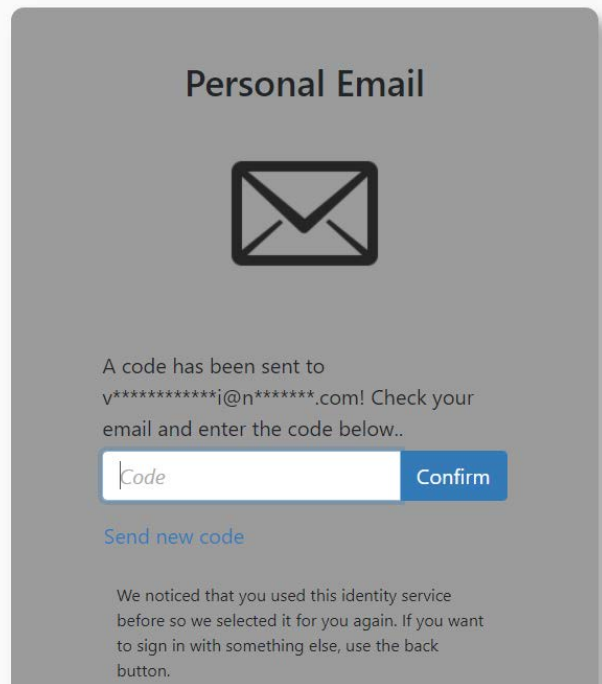 Personal Email
A code has been sent to
v************i@n*******.com! Check your
email and enter the code below..
Code
Confirm
Send new code
We noticed that you used this identity service
before so we selected it for you again. If you want
to sign in with something else, use the back
button.